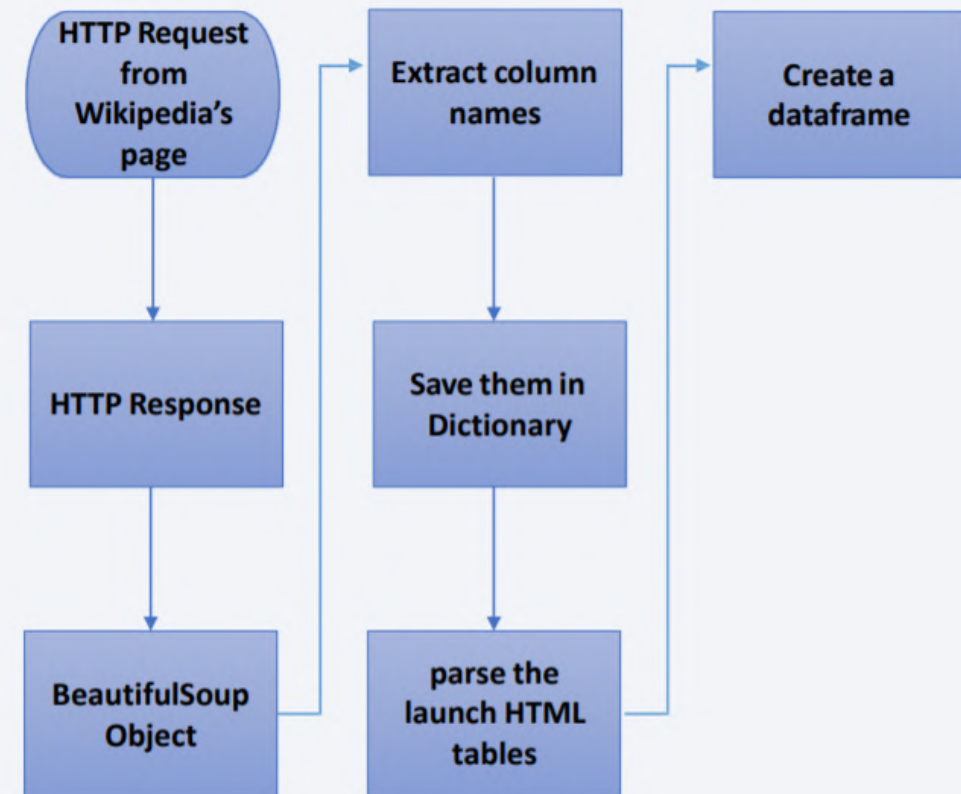 HTTP Request
from
Wikipedia’s
page
HTTP Response
BeautifulSoup
Object
Extract column
names
Save them in
Dictionary
parse the
launch HTML
tables
Create a
dataframe